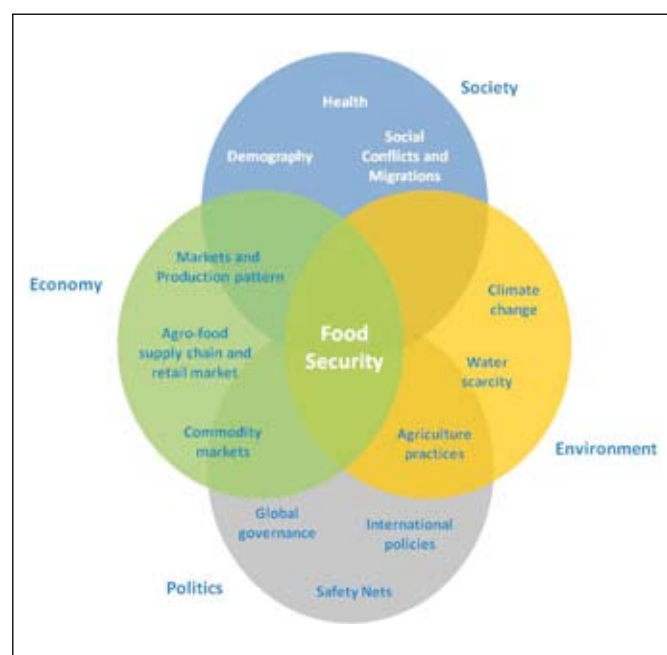 Society
Health
Demography
Social
Conflicts and
Migrations
Economy
Markets and
Production pattern
Agro-food
supply chain and
retail market
Commodity
markets
Food
Security
Climate
change
Water
scarcity
Agriculture
practices
Environment
Global
governance
International
policies
Safety Nets
Politics